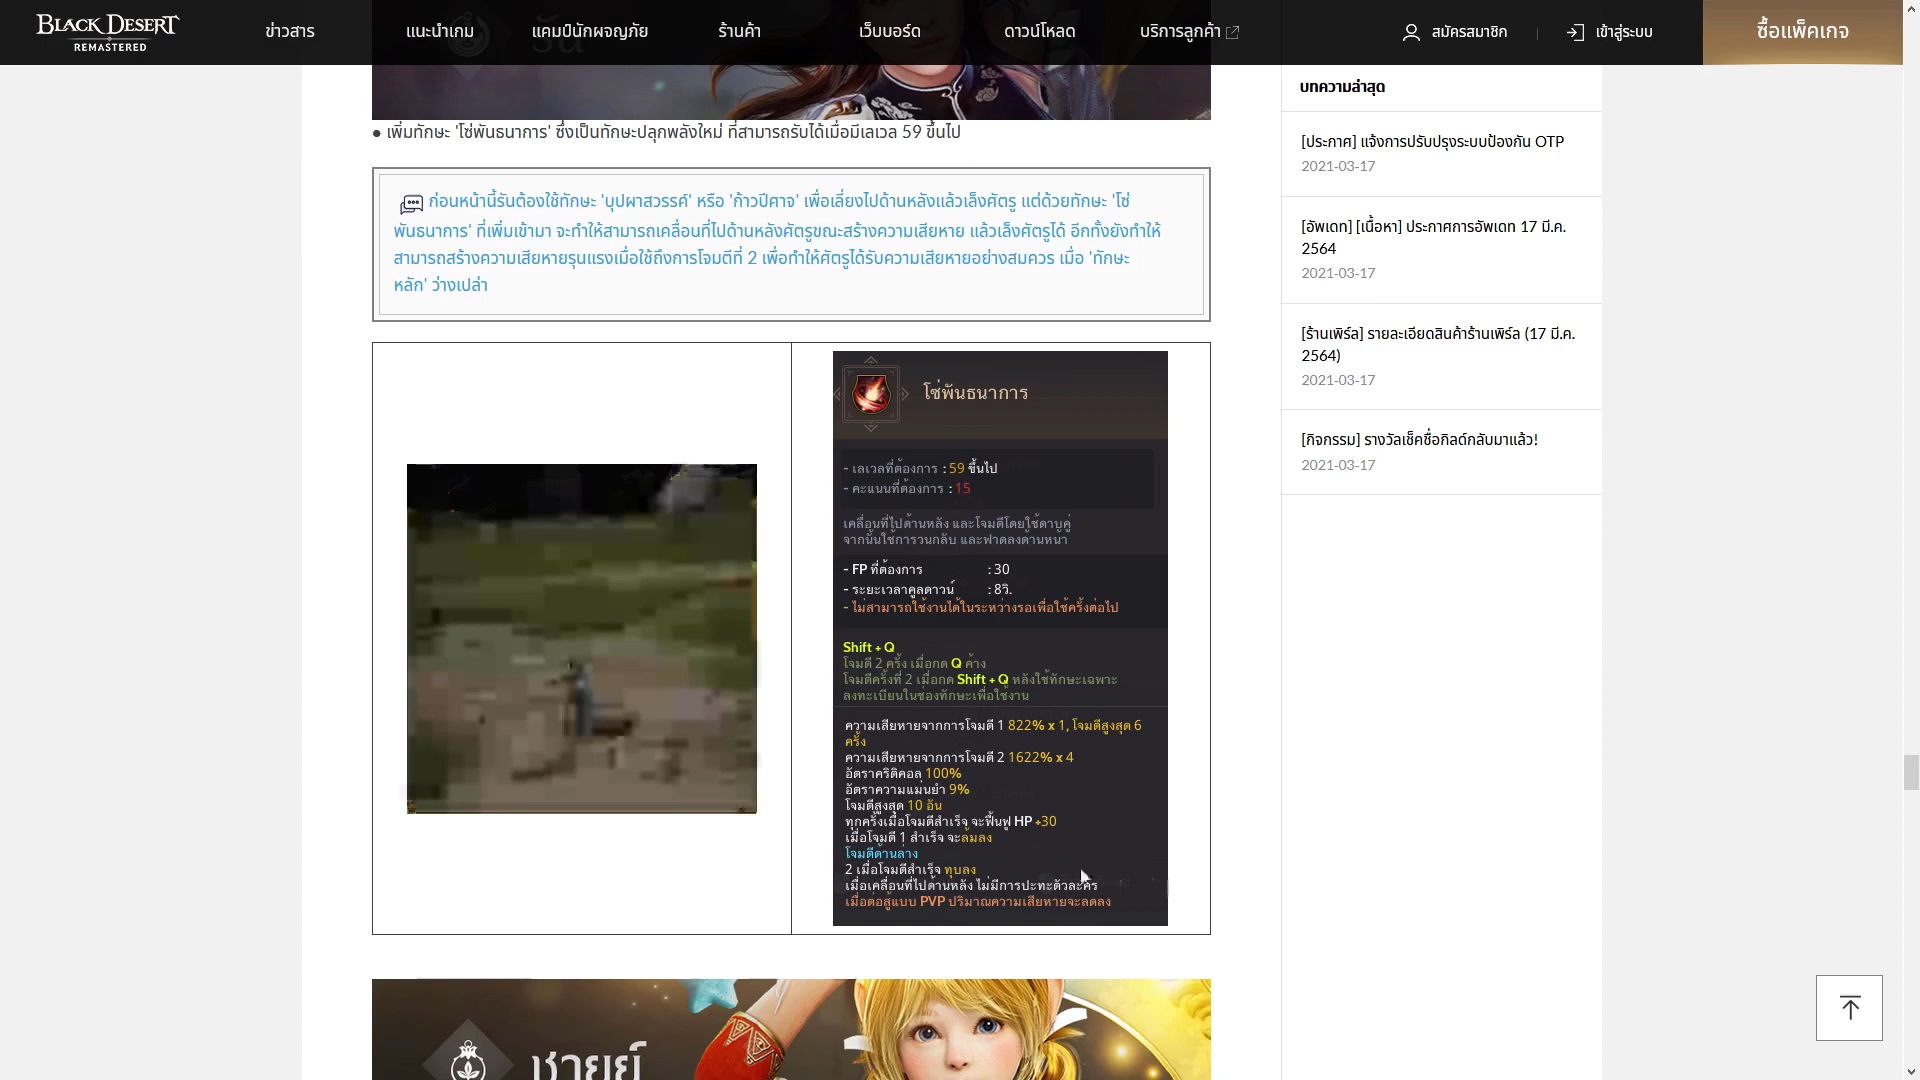 BLACK DESERT
REMASTERED
ข่าวสาร
แนะนำเกม
แคมป์นักผจญภัย
ร้านค้า
เว็บบอร์ด
ดาวน์โหลด
บริการลูกค้า
สมัครสมาชิก
เข้าสู่ระบบ
ซื้อแพ็คเกจ
รัน
● เพิ่มทักษะ 'โซ่พันธนาการ' ซึ่งเป็นทักษะปลุกพลังใหม่ ที่สามารถรับได้เมื่อมีเลเวล 59 ขึ้นไป
ก่อนหน้านี้รันต้องใช้ทักษะ 'บุปผาสวรรค์' หรือ 'ก้าวปีศาจ' เพื่อเลี่ยงไปด้านหลังแล้วเล็งศัตรู แต่ด้วยทักษะ 'โซ่
พันธนาการ' ที่เพิ่มเข้ามา จะทำให้สามารถเคลื่อนที่ไปด้านหลังศัตรูขณะสร้างความเสียหาย แล้วเล็งศัตรูได้ อีกทั้งยังทำให้
สามารถสร้างความเสียหายรุนแรงเมื่อใช้ถึงการโจมตีที่ 2 เพื่อทำให้ศัตรูได้รับความเสียหายอย่างสมควร เมื่อ 'ทักษะ
หลัก' ว่างเปล่า
โซ่พันธนาการ
- เลเวลที่ต้องการ : 59 ขึ้นไป
- คะแนนที่ต้องการ : 15
เคลื่อนที่ไปด้านหลัง และโจมตีโดยใช้ดาบคู่
จากนั้นใช้การวนกลับ และฟาดลงด้านหน้า
- FP ที่ต้องการ : 30
- ระยะเวลาคูลดาวน์ : 8วิ.
- ไม่สามารถใช้งานได้ในระหว่างรอเพื่อใช้ครั้งต่อไป
Shift + Q
โจมตี 2 ครั้ง เมื่อกด Q ค้าง
โจมตีครั้งที่ 2 เมื่อกด Shift + Q หลังใช้ทักษะเฉพาะ
ลงทะเบียนในช่องทักษะเพื่อใช้งาน
ความเสียหายจากการโจมตี 1 822% x 1, โจมตีสูงสุด 6
ครั้ง
ความเสียหายจากการโจมตี 2 1622% x 4
อัตราคริติคอล 100%
อัตราความแม่นยำ 9%
โจมตีสูงสุด 10 อัน
ทุกครั้งเมื่อโจมตีสำเร็จ จะฟื้นฟู HP +30
เมื่อโจมตี 1 สำเร็จ จะล้มลง
โจมตีด้านล่าง
2 เมื่อโจมตีสำเร็จ ทุบลง
เมื่อเคลื่อนที่ไปด้านหลัง ไม่มีการปะทะตัวละคร
เมื่อต่อสู้แบบ PVP ปริมาณความเสียหายจะลดลง
ชายย์
บทความล่าสุด
[ประกาศ] แจ้งการปรับปรุงระบบป้องกัน OTP
2021-03-17
[อัพเดท] [เนื้อหา] ประกาศการอัพเดท 17 มี.ค.
2564
2021-03-17
[ร้านเพิร์ล] รายละเอียดสินค้าร้านเพิร์ล (17 มี.ค.
2564)
2021-03-17
[กิจกรรม] รางวัลเช็คชื่อกิลด์กลับมาแล้ว!
2021-03-17